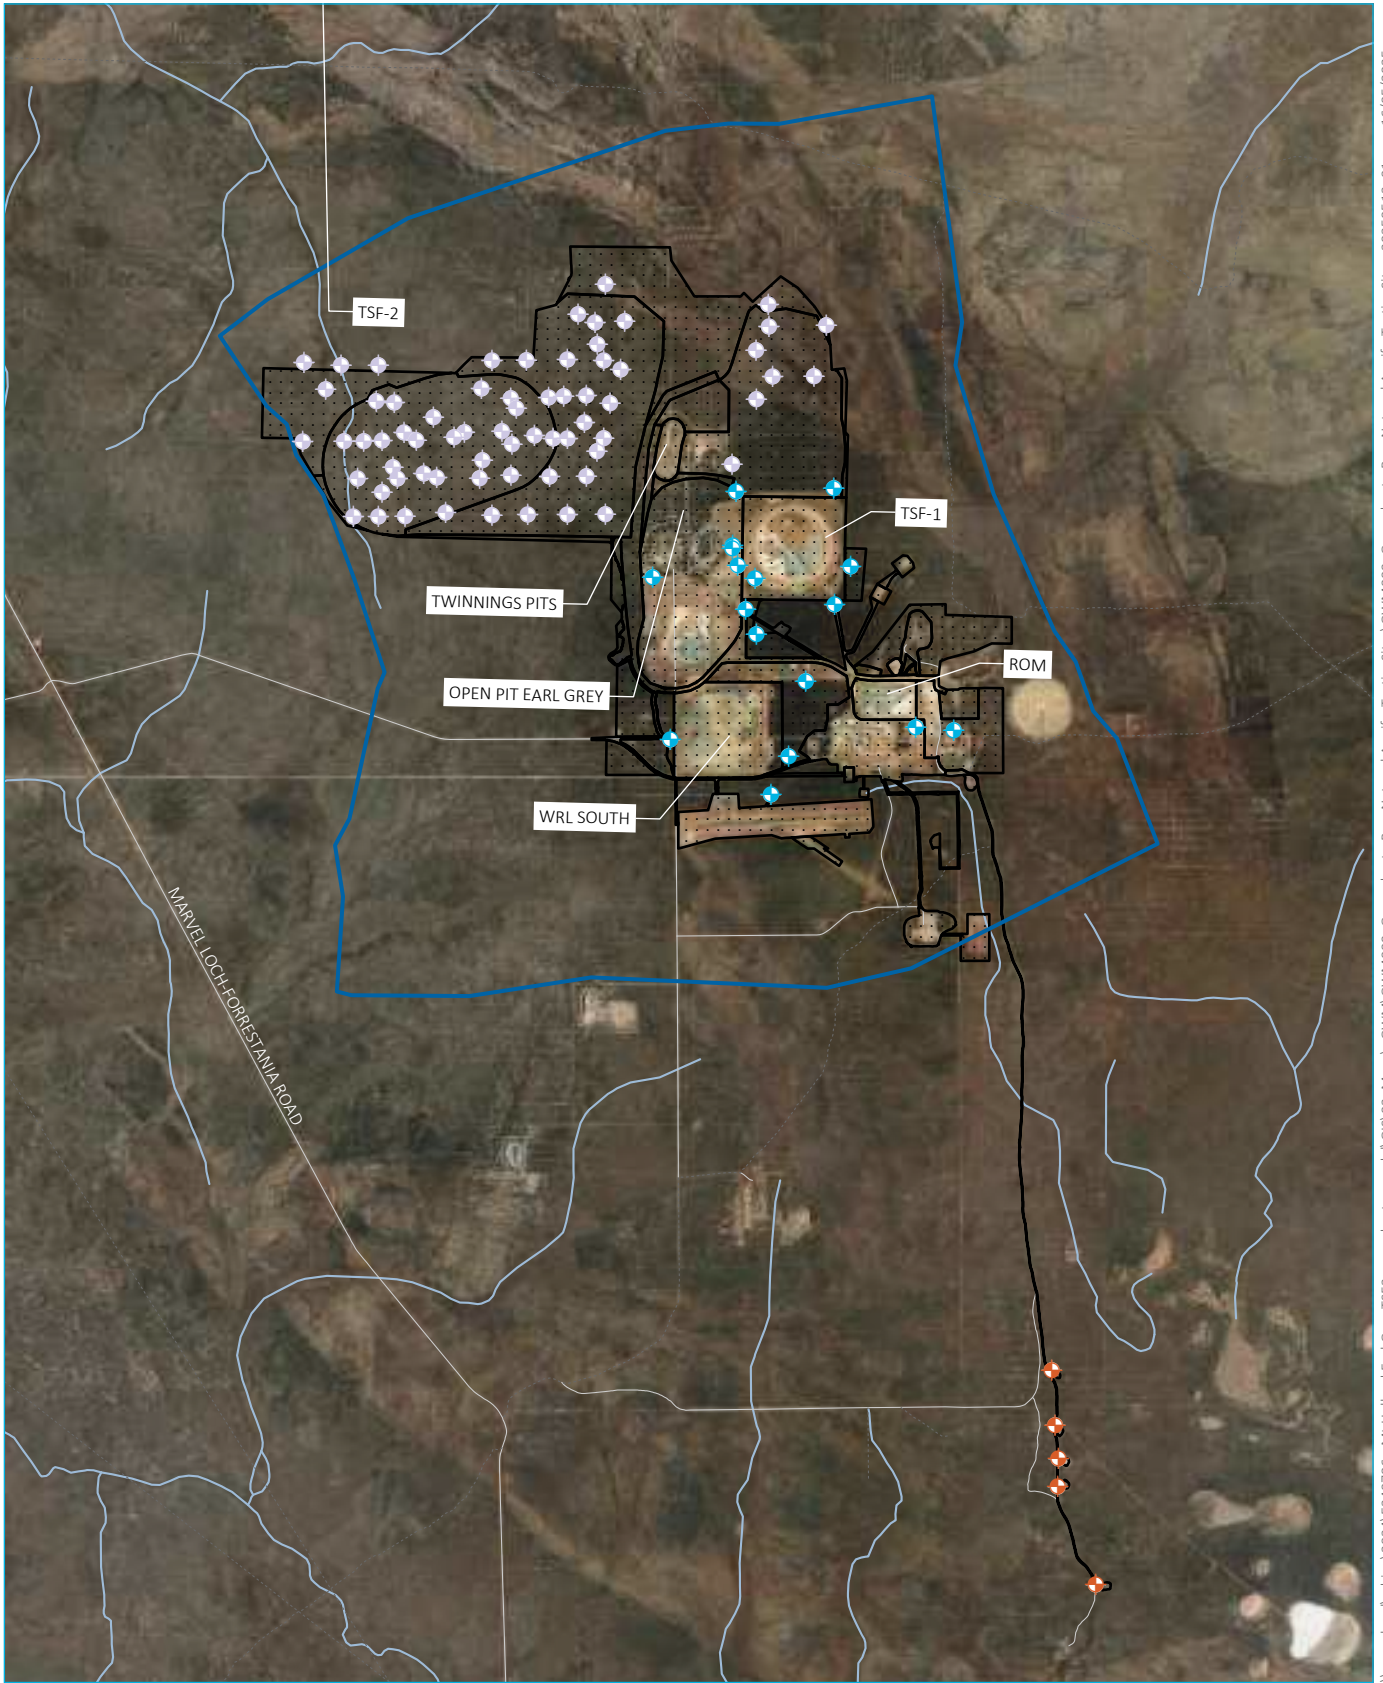 TSF-2
TSF-1
TWINNINGS PITS
ROM
OPEN PIT EARL GREY
WRL SOUTH
MARVEL LOCH-FORRESTANIA ROAD